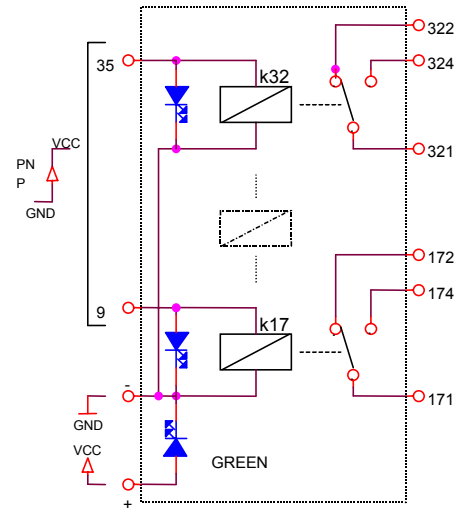 322
35
324
k32
VCC
PN
P
321
GND
172
9
174
k17
-
171
GND
VCC
GREEN
+